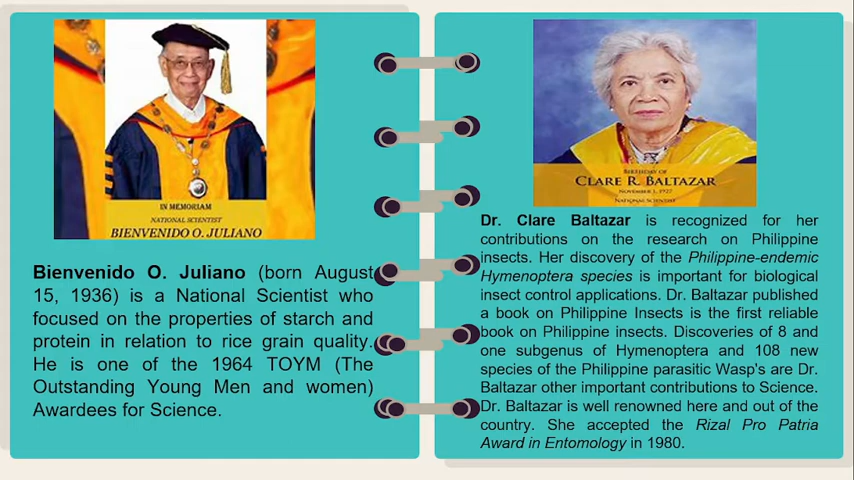 IN MEMORIAM
NATIONAL SCIENTIST
BIENVENIDO O. JULIANO
Bienvenido O. Juliano (born August
15, 1936) is a National Scientist who
focused on the properties of starch and
protein in relation to rice grain quality.
He is one of the 1964 TOYM (The
Outstanding Young Men and women)
Awardees for Science.
BIRTHDAY OF
CLARE R. BALTAZAR
NOVEMBER 1, 1927
NATIONAL SCIENTIST
Dr. Clare Baltazar is recognized for her
contributions on the research on Philippine
insects. Her discovery of the Philippine-endemic
Hymenoptera species is important for biological
insect control applications. Dr. Baltazar published
a book on Philippine Insects is the first reliable
book on Philippine insects. Discoveries of 8 and
one subgenus of Hymenoptera and 108 new
species of the Philippine parasitic Wasp's are Dr.
Baltazar other important contributions to Science.
Dr. Baltazar is well renowned here and out of the
country. She accepted the Rizal Pro Patria
Award in Entomology in 1980.